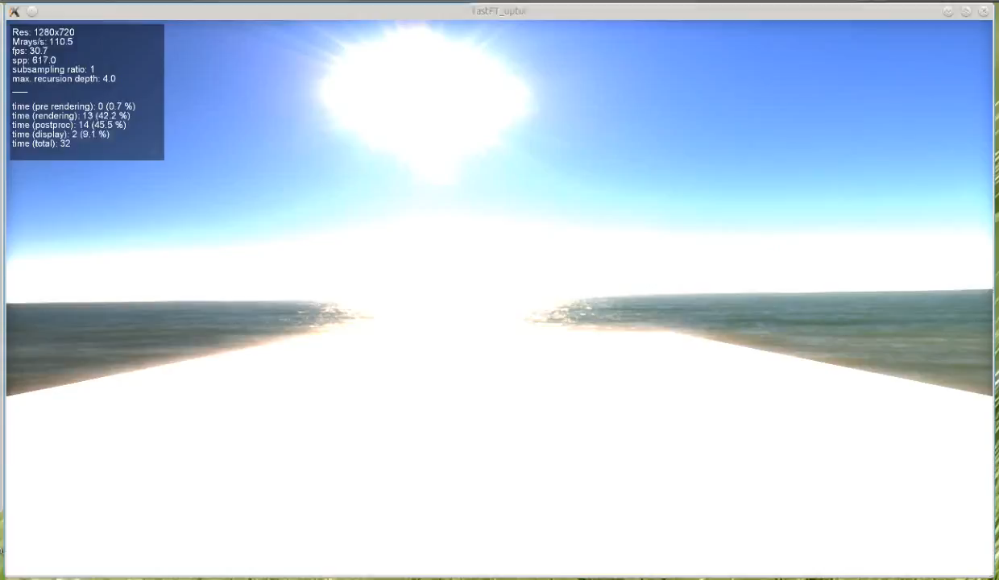 Res: 1280x720
Mrays/s: 110.5
fps: 30.7
spp: 617.0
subsampling ratio: 1
max. recursion depth: 4.0
time (pre rendering): 0 (0.7 %)
time (rendering): 13 (42.2 %)
time (postproc): 14 (45.5 %)
time (display): 2 (9.1 %)
time (total): 32